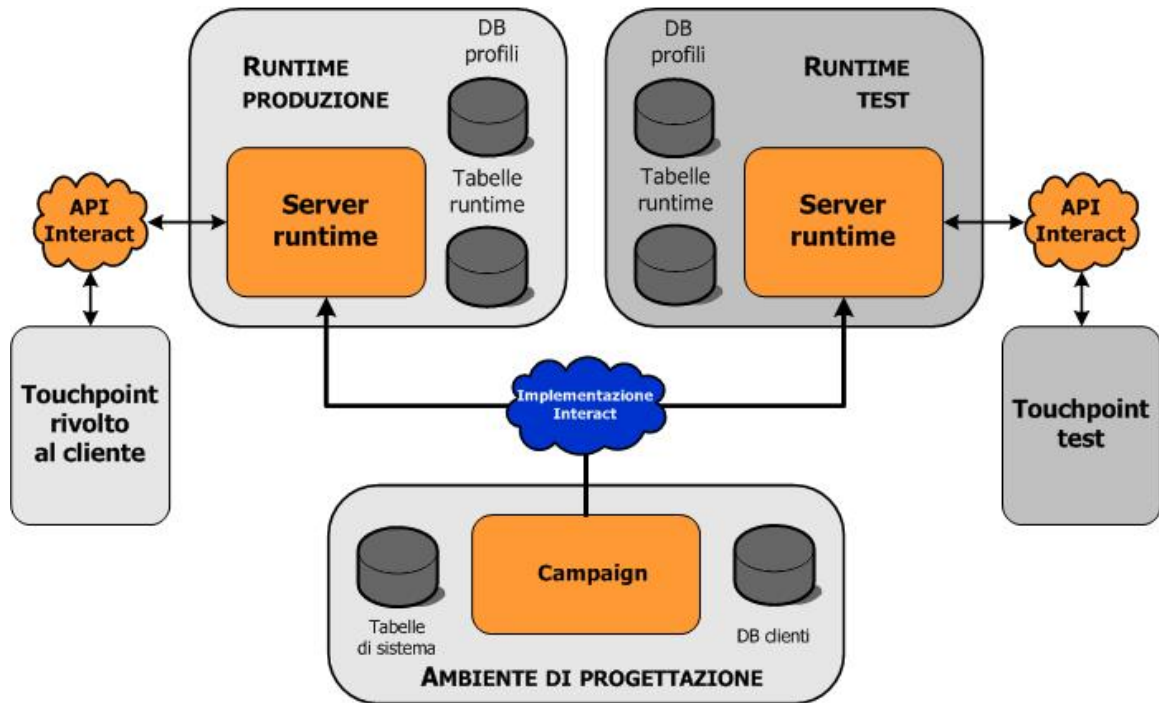 RUNTIME
PRODUZIONE
DB
profili
Tabelle
runtime
Server
runtime
DB
profili
Tabelle
runtime
RUNTIME
TEST
Server
runtime
API
Interact
API
Interact
Touchpoint
rivolto
al cliente
Implementazione
Interact
Touchpoint
test
Campaign
Tabelle
di sistema
DB clienti
AMBIENTE DI PROGETTAZIONE